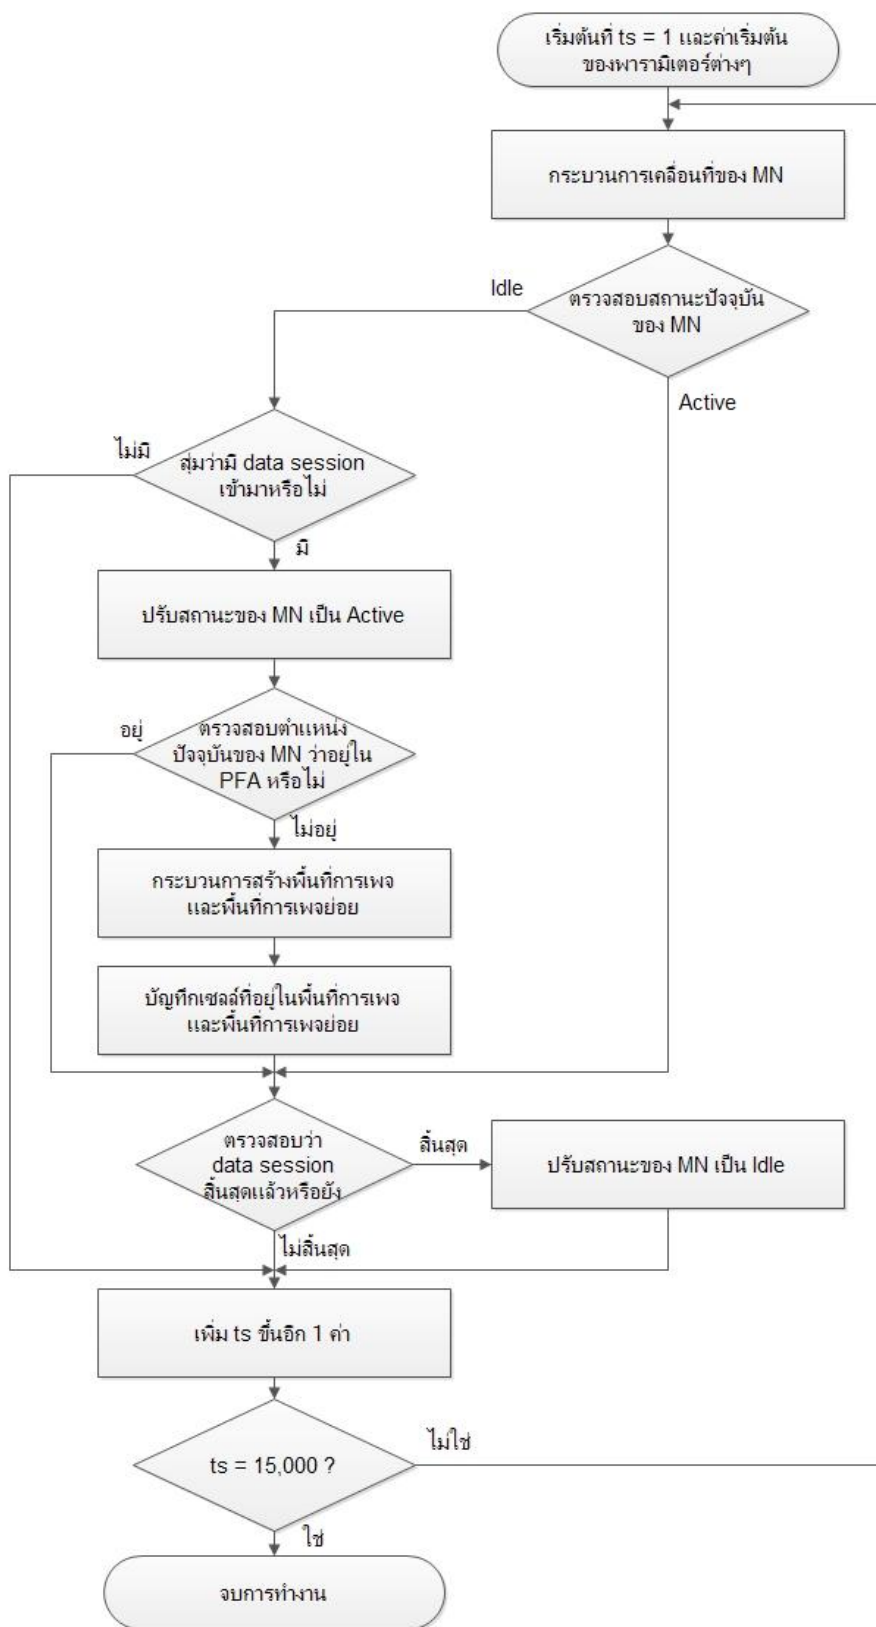 เริ่มต้นที่ ts = 1 และค่าเริ่มต้น
ของพารามิเตอร์ต่างๆ
กระบวนการเคลื่อนที่ของ MN
Idle
ตรวจสอบสถานะปัจจุบัน
ของ MN
Active
ไม่มี
สุ่มว่ามี data session
เข้ามาหรือไม่
มี
ปรับสถานะของ MN เป็น Active
อยู่
ตรวจสอบตำแหน่ง
ปัจจุบันของ MN ว่าอยู่ใน
PFA หรือไม่
ไม่อยู่
กระบวนการสร้างพื้นที่การเพจ
และพื้นที่การเพจย่อย
บัญทึกเซลล์ที่อยู่ในพื้นที่การเพจ
และพื้นที่การเพจย่อย
ตรวจสอบว่า
data session
สิ้นสุดแล้วหรือยัง
สิ้นสุด
ปรับสถานะของ MN เป็น Idle
ไม่สิ้นสุด
เพิ่ม ts ขึ้นอีก 1 ค่า
ts = 15,000 ?
ไม่ใช่
ใช่
จบการทำงาน